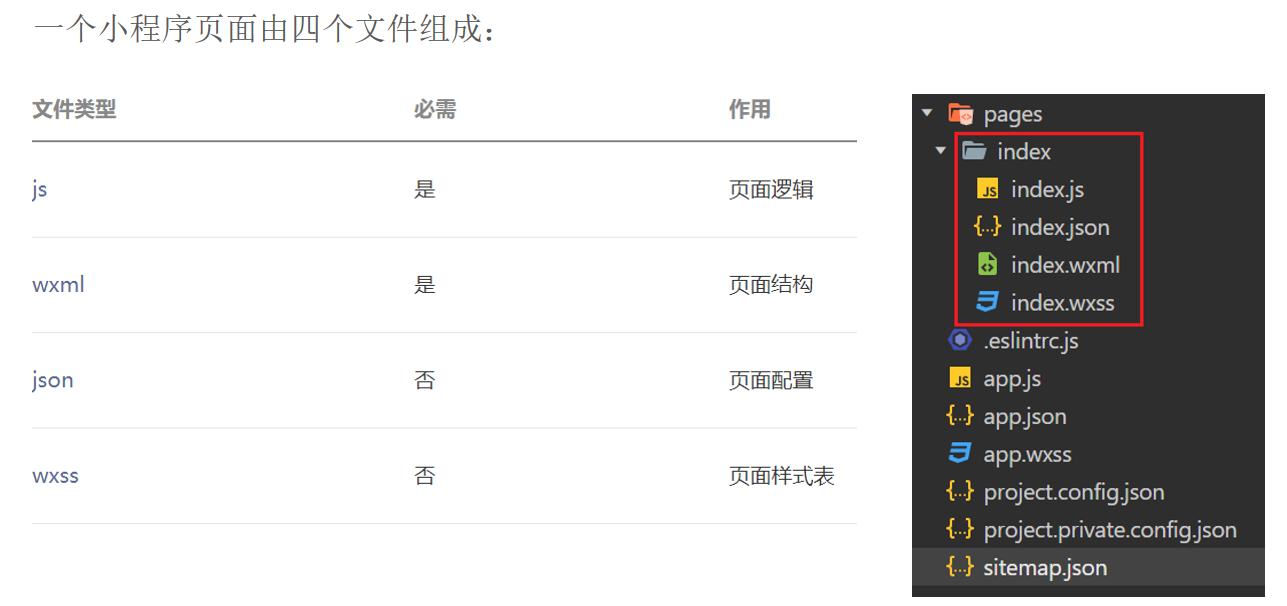 一个小程序页面由四个文件组成：
文件类型 必需 作用
js 是 页面逻辑
wxml 是 页面结构
json 否 页面配置
wxss 否 页面样式表
pages
index
JS index.js
{...} index.json
index.wxml
index.wxss
.eslintrc.js
JS app.js
{...} app.json
app.wxss
{...} project.config.json
{...} project.private.config.json
{...} sitemap.json